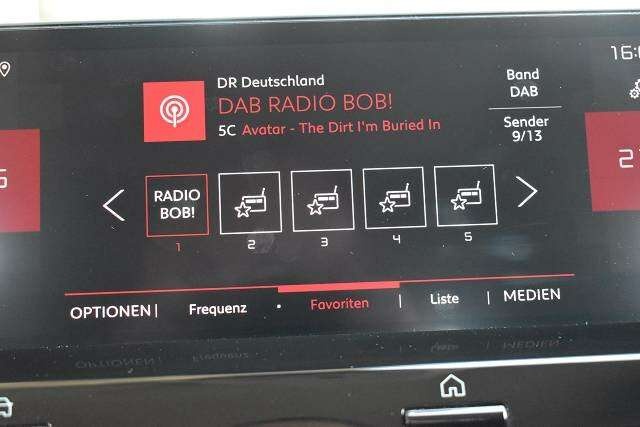 DR Deutschland
DAB RADIO BOB!
5C Avatar - The Dirt I'm Buried In
Band
DAB
Sender
9/13
16:
2
RADIO
BOB!
1
2
3
4
5
OPTIONEN | Frequenz • Favoriten | Liste | MEDIEN